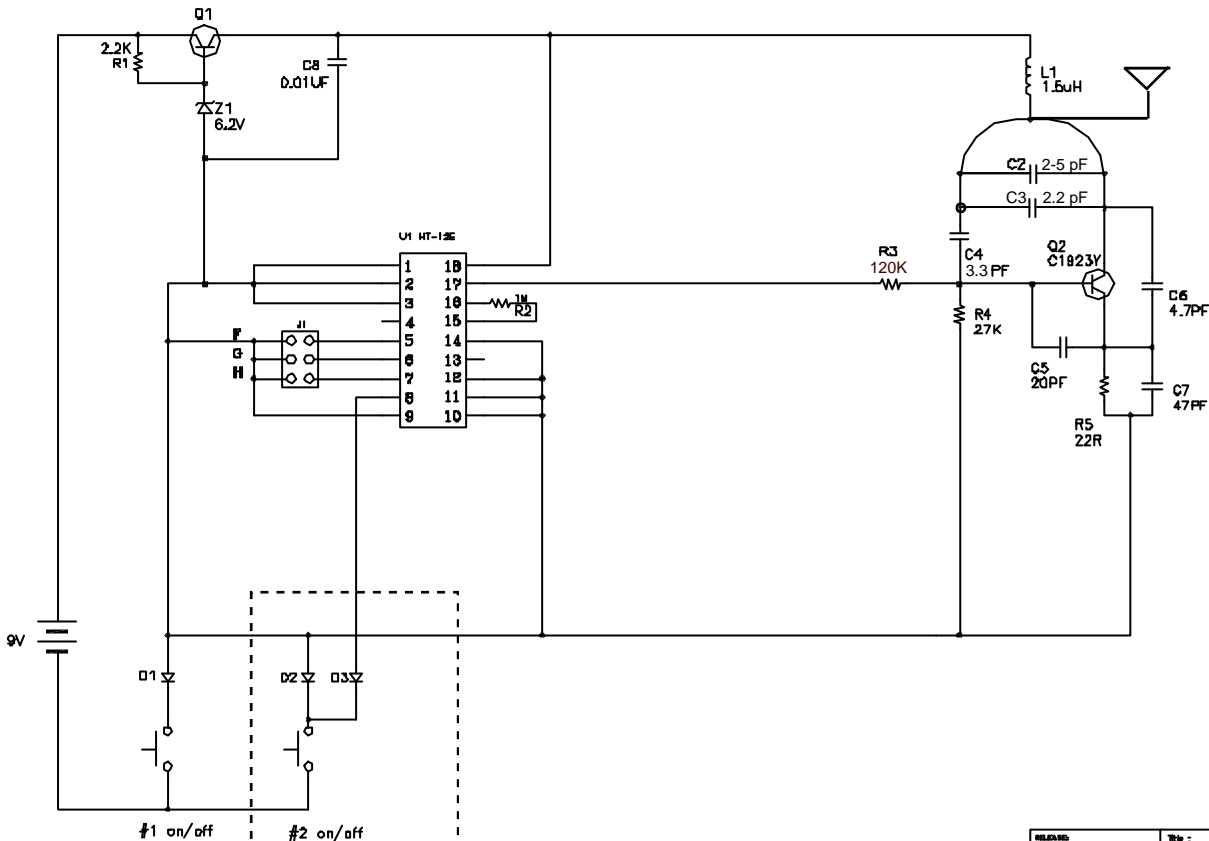 Q1
2.2K
R1
C8
0.01UF
Z1
6.2V
L1
1.5uH
C2 2-5 pF
C3 2.2 pF
C4
3.3 PF
Q2
C1923Y
C6
4.7PF
R3
120K
R4
27K
C5
20PF
R5
22R
C7
47PF
U1 HT-12E
1 18
2 17
3 16
4 15
5 14
6 13
7 12
8 11
9 10
1M
R2
J1
F
G
H
9V
D1
D2
D3
#1 on/off
#2 on/off
RELEASE:
Title :